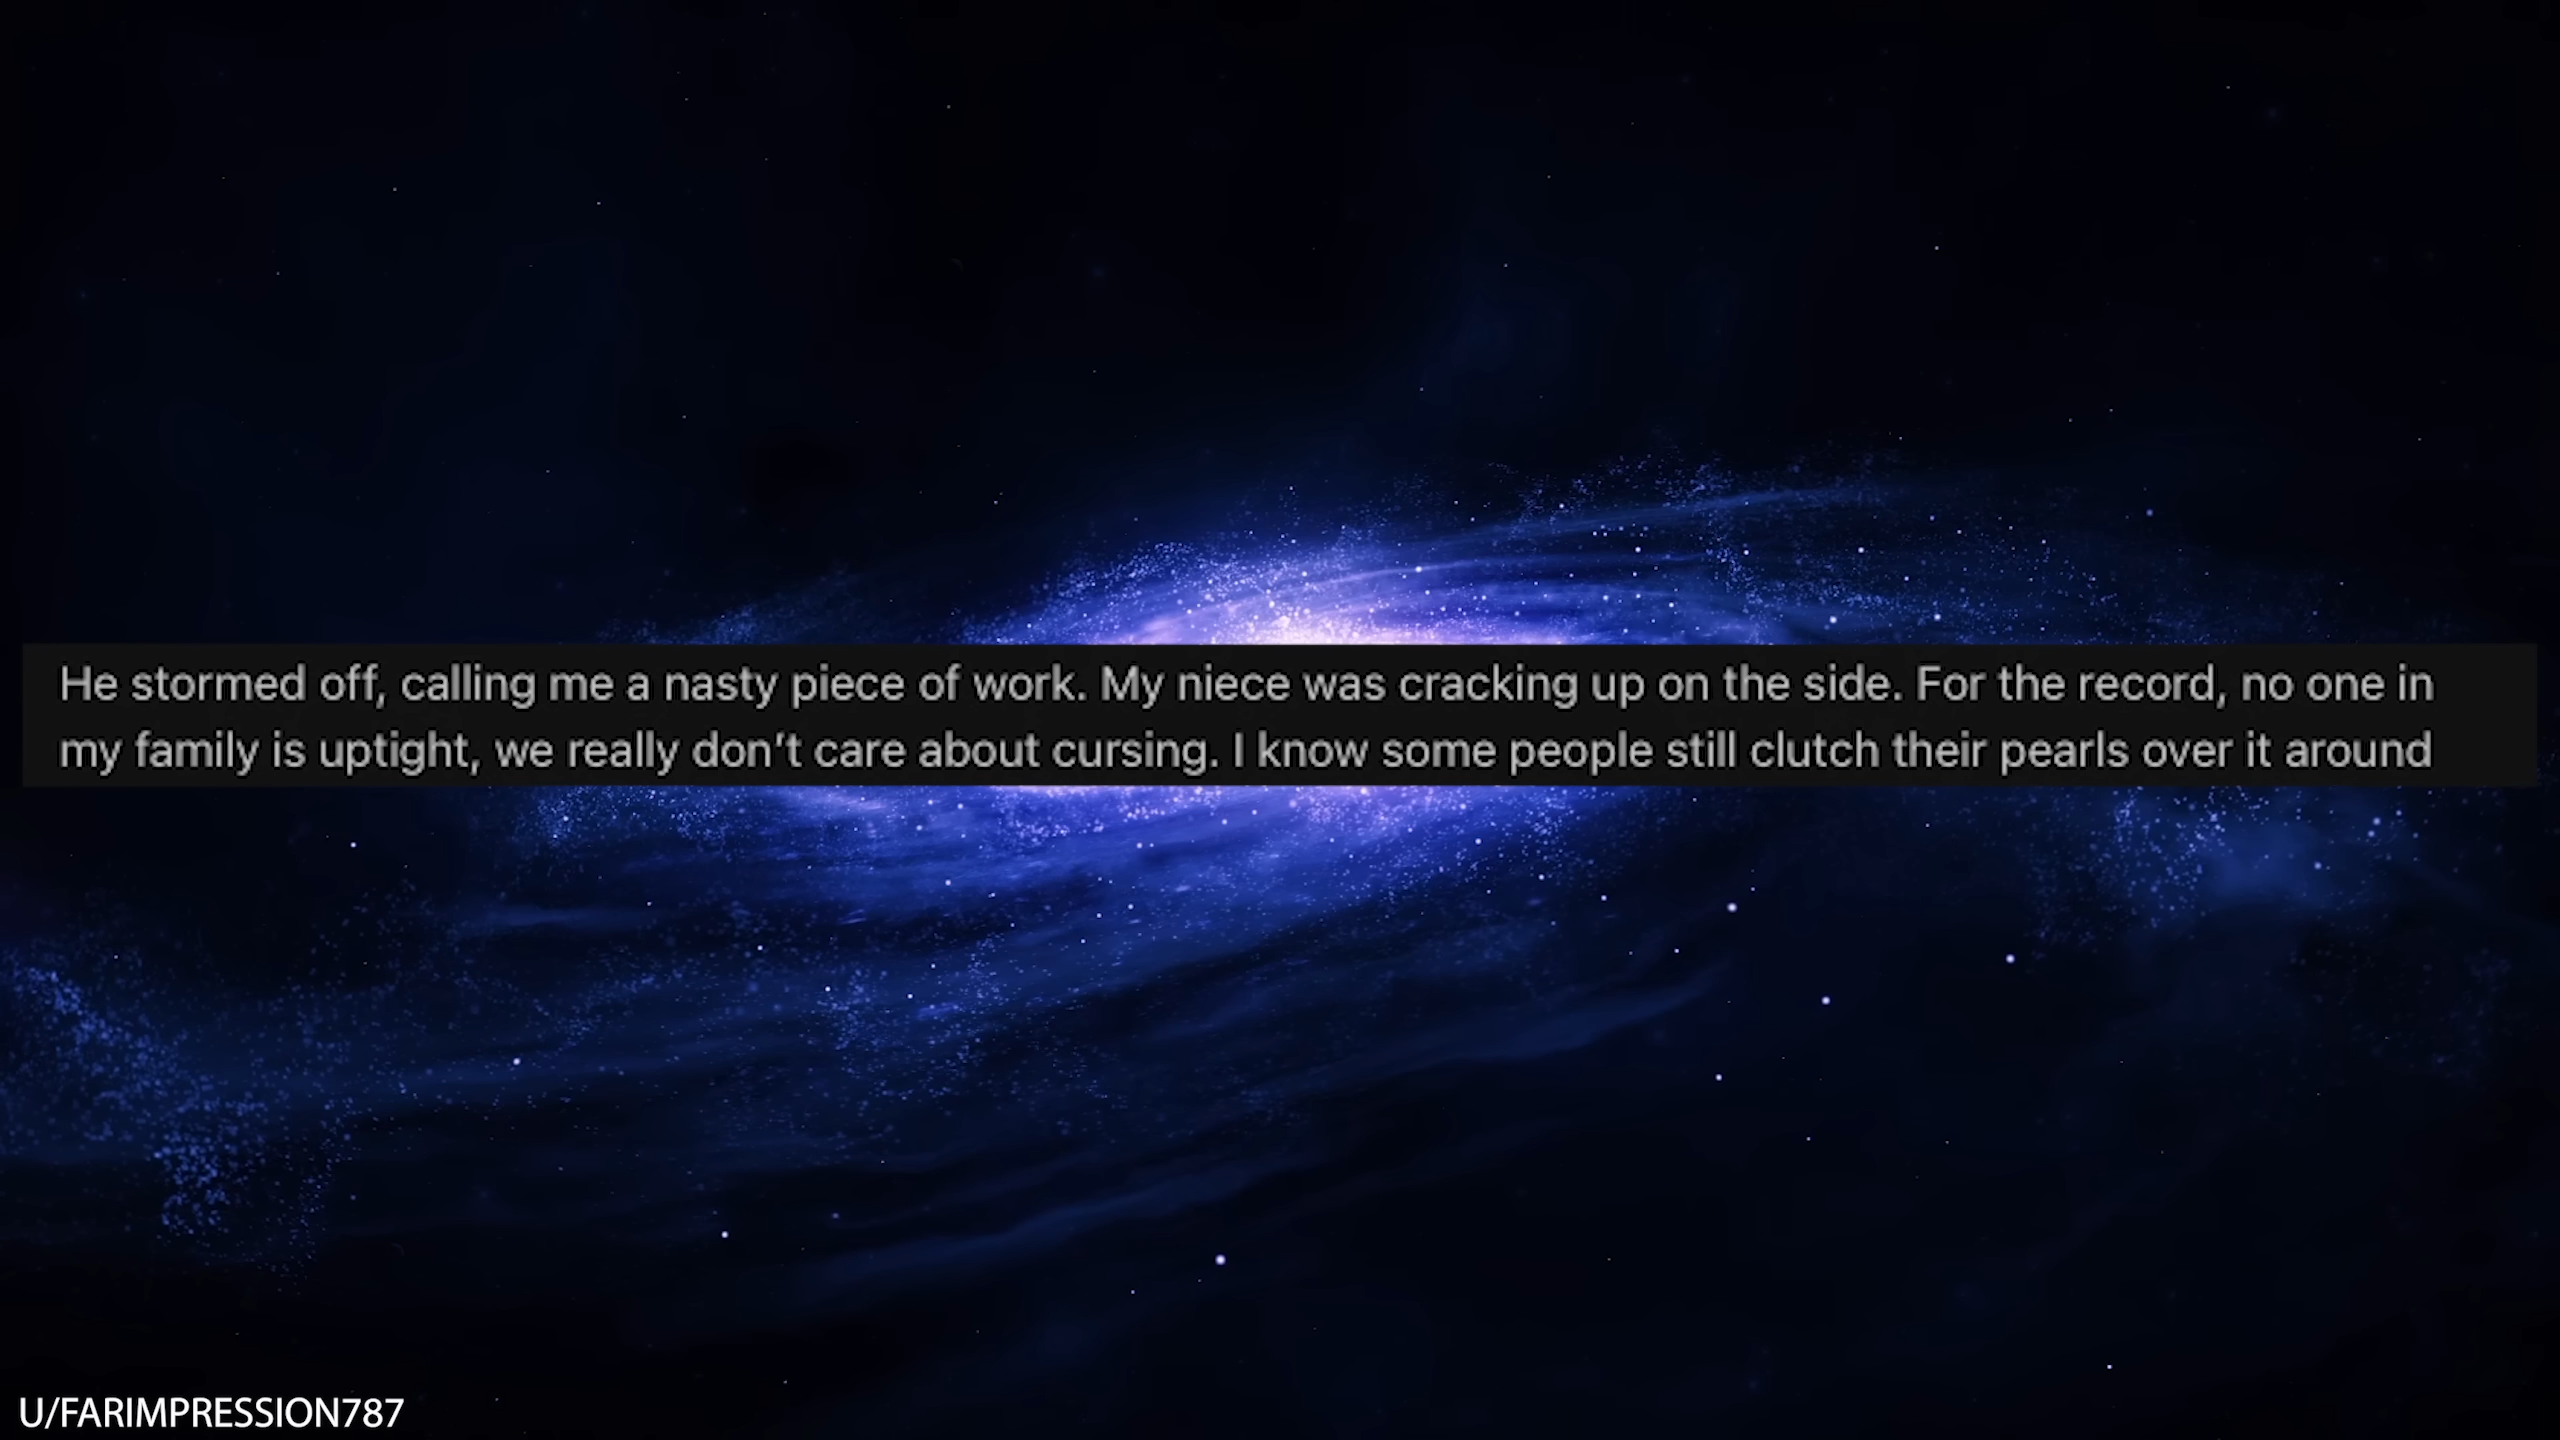 He stormed off, calling me a nasty piece of work. My niece was cracking up on the side. For the record, no one in
my family is uptight, we really don’t care about cursing. I know some people still clutch their pearls over it around
U/FARIMPRESSION787